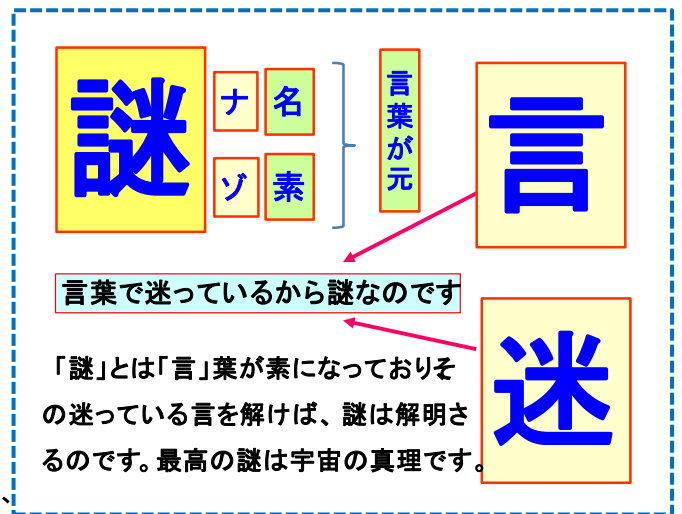 謎
ナ 名
ゾ 素
言葉が元
言
言葉で迷っているから謎なのです
迷
「謎」とは「言」葉が素になっておりそ
の迷っている言を解けば、謎は解明さ
るのです。最高の謎は宇宙の真理です。
、